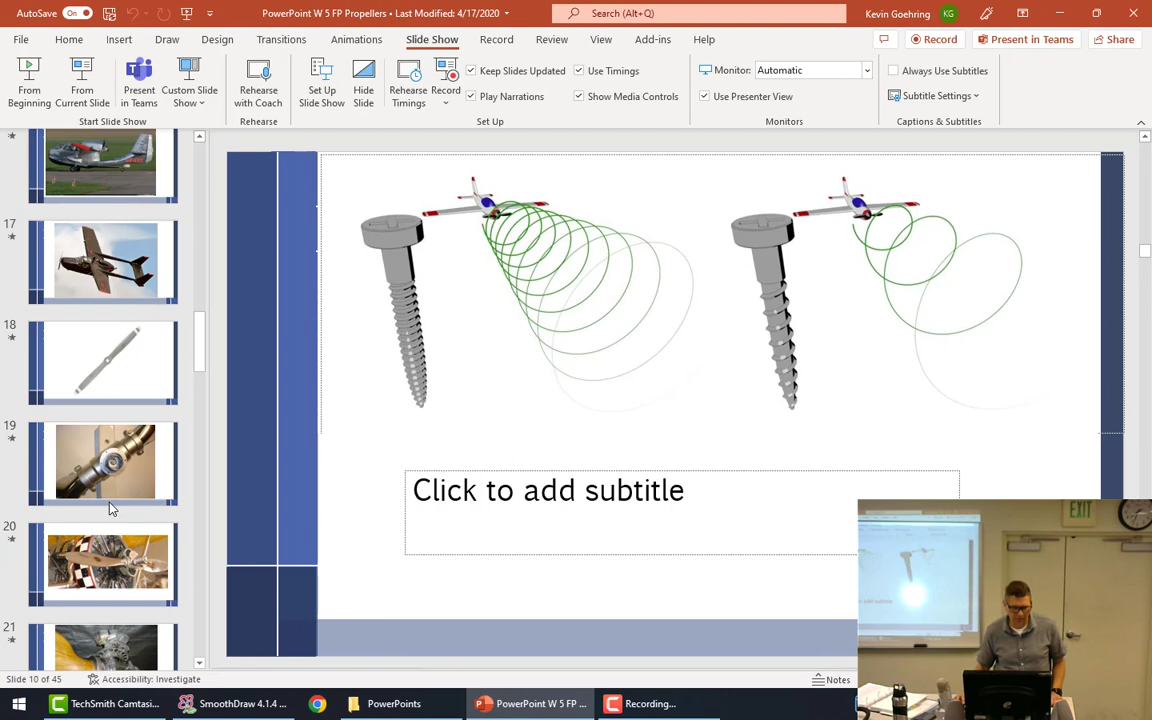 AutoSave On PowerPoint W 5 FP Propellers • Last Modified: 4/17/2020 Search (Alt+Q) Kevin Goehring KG
File Home Insert Draw Design Transitions Animations Slide Show Record Review View Add-ins Help Record Present in Teams Share
From Beginning
From Current Slide
Present in Teams
Custom Slide Show
Start Slide Show
Rehearse with Coach
Rehearse
Set Up Slide Show
Hide Slide
Rehearse Timings
Record
Keep Slides Updated
Play Narrations
Use Timings
Show Media Controls
Set Up
Monitor: Automatic
Use Presenter View
Monitors
Always Use Subtitles
Subtitle Settings
Captions & Subtitles
17
18
19
20
21
Click to add subtitle
EXIT
Slide 10 of 45 Accessibility: Investigate Notes
TechSmith Camtasi... SmoothDraw 4.1.4 ... PowerPoints PowerPoint W 5 FP ... Recording...